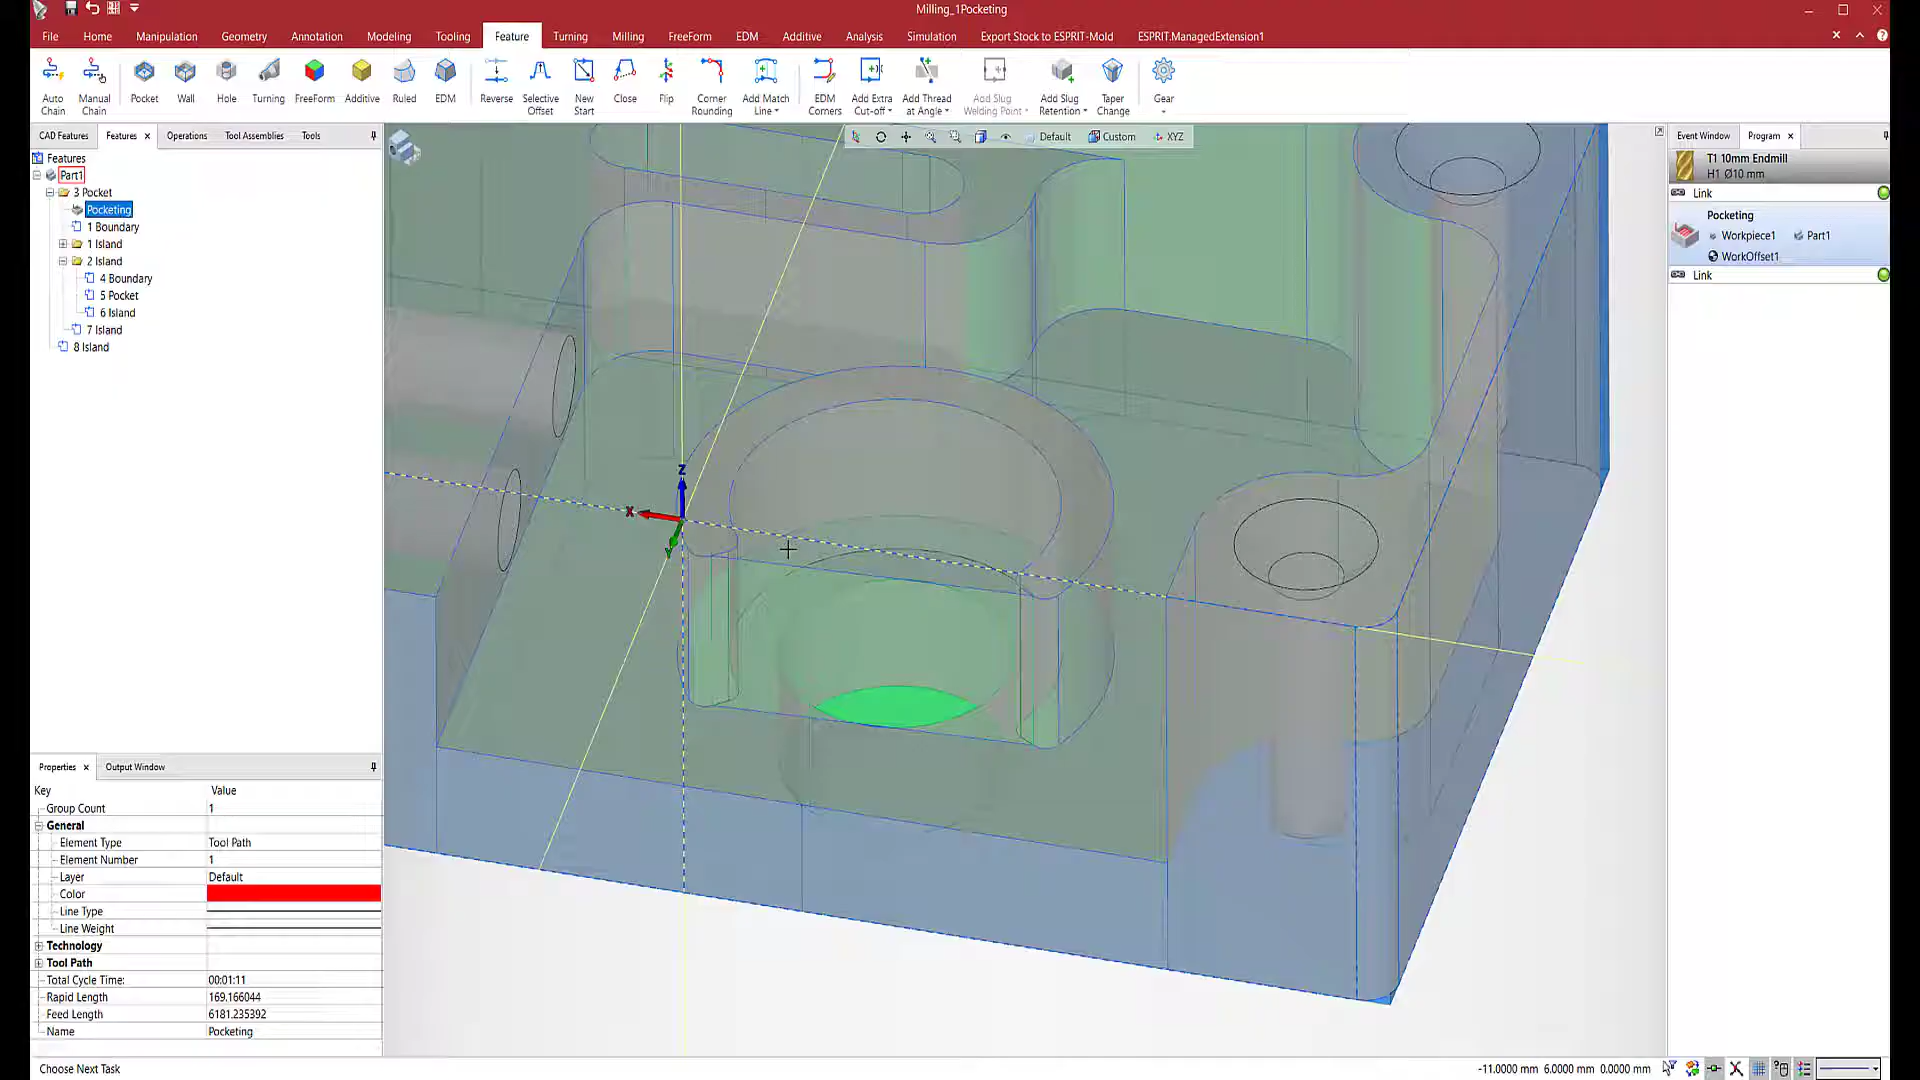 Milling_1Pocketing
File Home Manipulation Geometry Annotation Modeling Tooling Feature Turning Milling FreeForm EDM Additive Analysis Simulation Export Stock to ESPRIT-Mold ESPRIT.ManagedExtension1
Auto Chain
Manual Chain
Pocket
Wall
Hole
Turning
FreeForm
Additive
Ruled
EDM
Reverse
Selective Offset
New Start
Close
Flip
Corner Rounding
Add Match Line
EDM Corners
Add Extra Cut-off
Add Thread at Angle
Add Slug Welding Point
Add Slug Retention
Taper Change
Gear
CAD Features Features Operations Tool Assemblies Tools
Default Custom XYZ
Event Window Program
Features
Part1
3 Pocket
Pocketing
1 Boundary
1 Island
2 Island
4 Boundary
5 Pocket
6 Island
7 Island
8 Island
T1 10mm Endmill
H1 Ø10 mm
Link
Pocketing
Workpiece1 Part1
WorkOffset1
Link
Z
X
Y
Properties Output Window
Key Value
Group Count 1
General
Element Type Tool Path
Element Number 1
Layer Default
Color
Line Type
Line Weight
Technology
Tool Path
Total Cycle Time: 00:01:11
Rapid Length 169.166044
Feed Length 6181.235392
Name Pocketing
Choose Next Task
-11.0000 mm 6.0000 mm 0.0000 mm